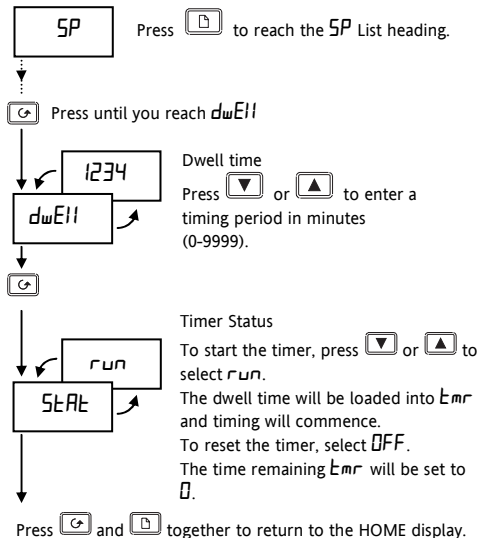 SP
Press to reach the SP List heading.
Press until you reach dwEll
1234
dwEll
Dwell time
Press or to enter a
timing period in minutes
(0-9999).
run
StAt
Timer Status
To start the timer, press or to
select run.
The dwell time will be loaded into tmr
and timing will commence.
To reset the timer, select OFF.
The time remaining tmr will be set to
0.
Press and together to return to the HOME display.